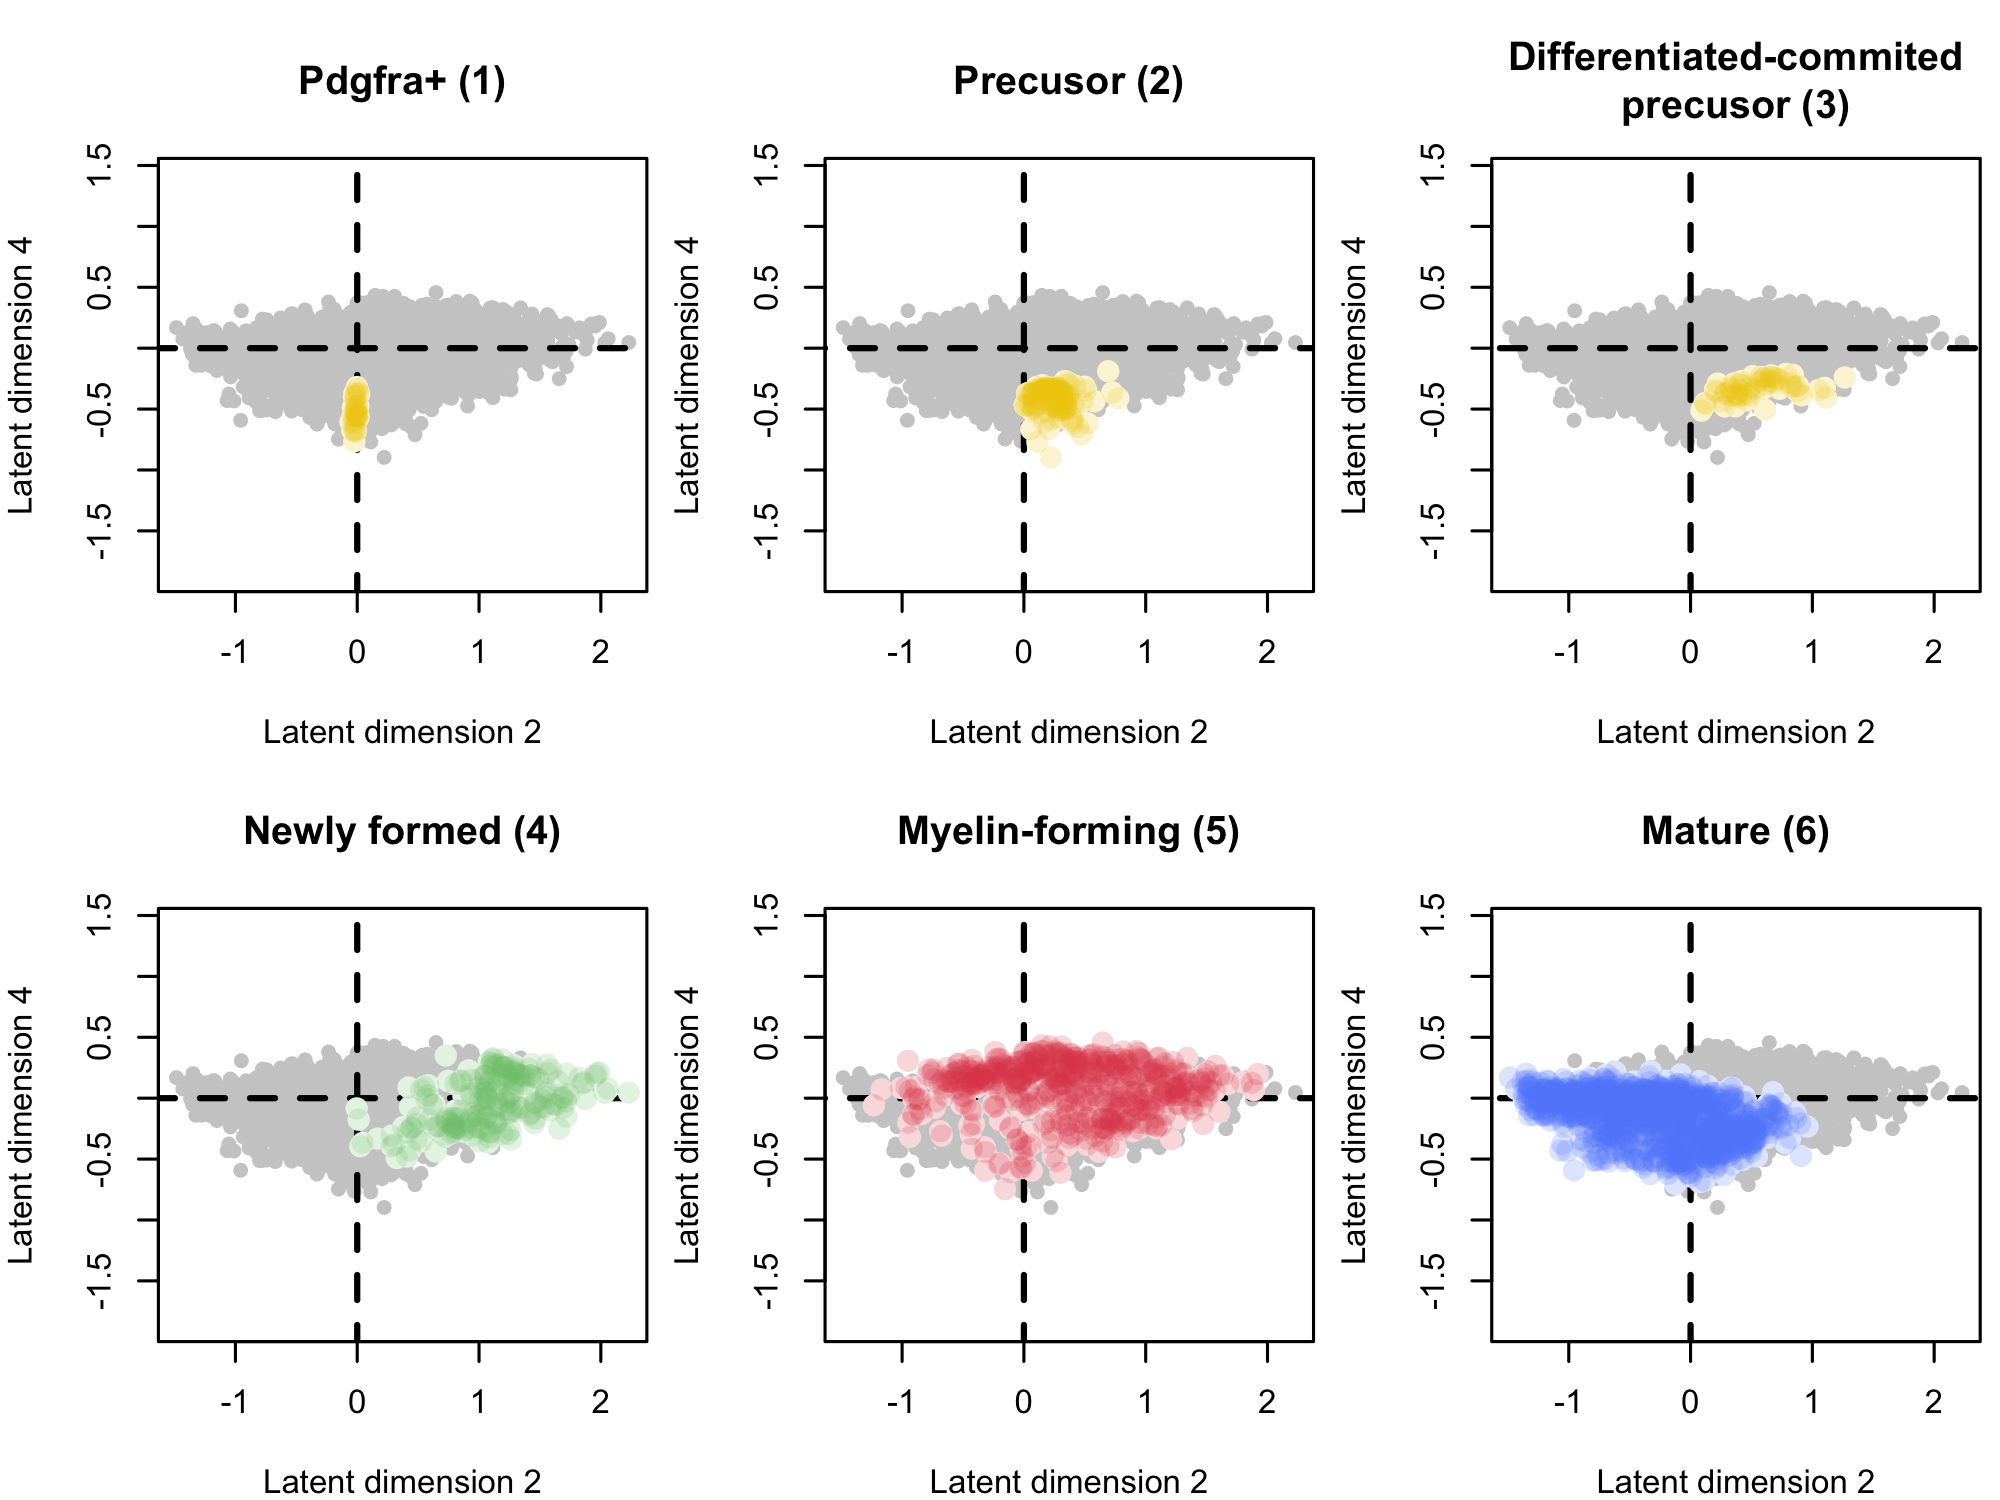 Pdgfra+ (1)
Latent dimension 4
1.5
0.5
-0.5
-1.5
-1 0 1 2
Latent dimension 2
Precusor (2)
Latent dimension 4
1.5
0.5
-0.5
-1.5
-1 0 1 2
Latent dimension 2
Differentiated-commited
precusor (3)
Latent dimension 4
1.5
0.5
-0.5
-1.5
-1 0 1 2
Latent dimension 2
Newly formed (4)
Latent dimension 4
1.5
0.5
-0.5
-1.5
-1 0 1 2
Latent dimension 2
Myelin-forming (5)
Latent dimension 4
1.5
0.5
-0.5
-1.5
-1 0 1 2
Latent dimension 2
Mature (6)
Latent dimension 4
1.5
0.5
-0.5
-1.5
-1 0 1 2
Latent dimension 2